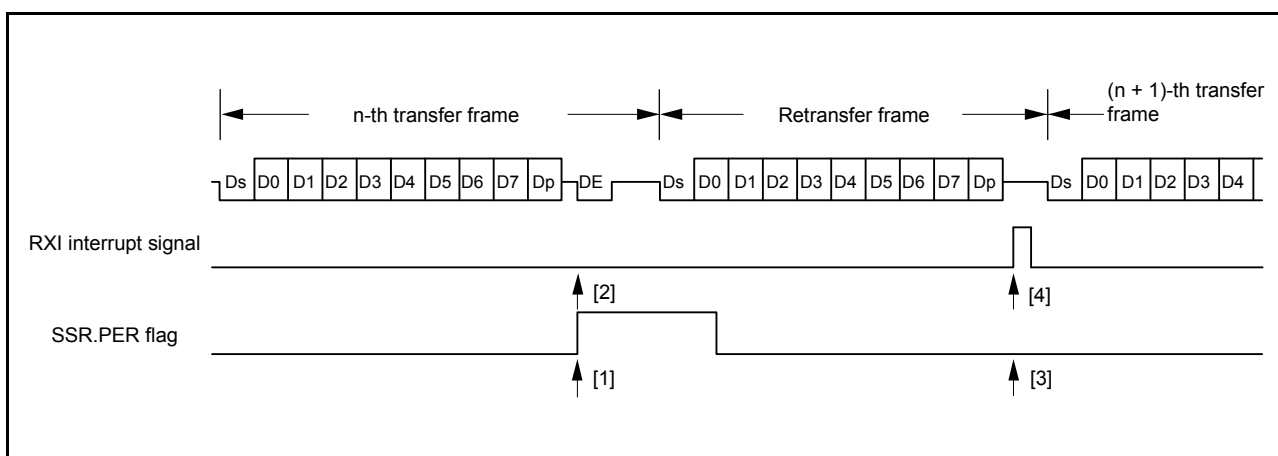 n-th transfer frame
Retransfer frame
(n + 1)-th transfer
frame
Ds D0 D1 D2 D3 D4 D5 D6 D7 Dp DE Ds D0 D1 D2 D3 D4 D5 D6 D7 Dp Ds D0 D1 D2 D3 D4
RXI interrupt signal
[2] [4]
SSR.PER flag
[1] [3]